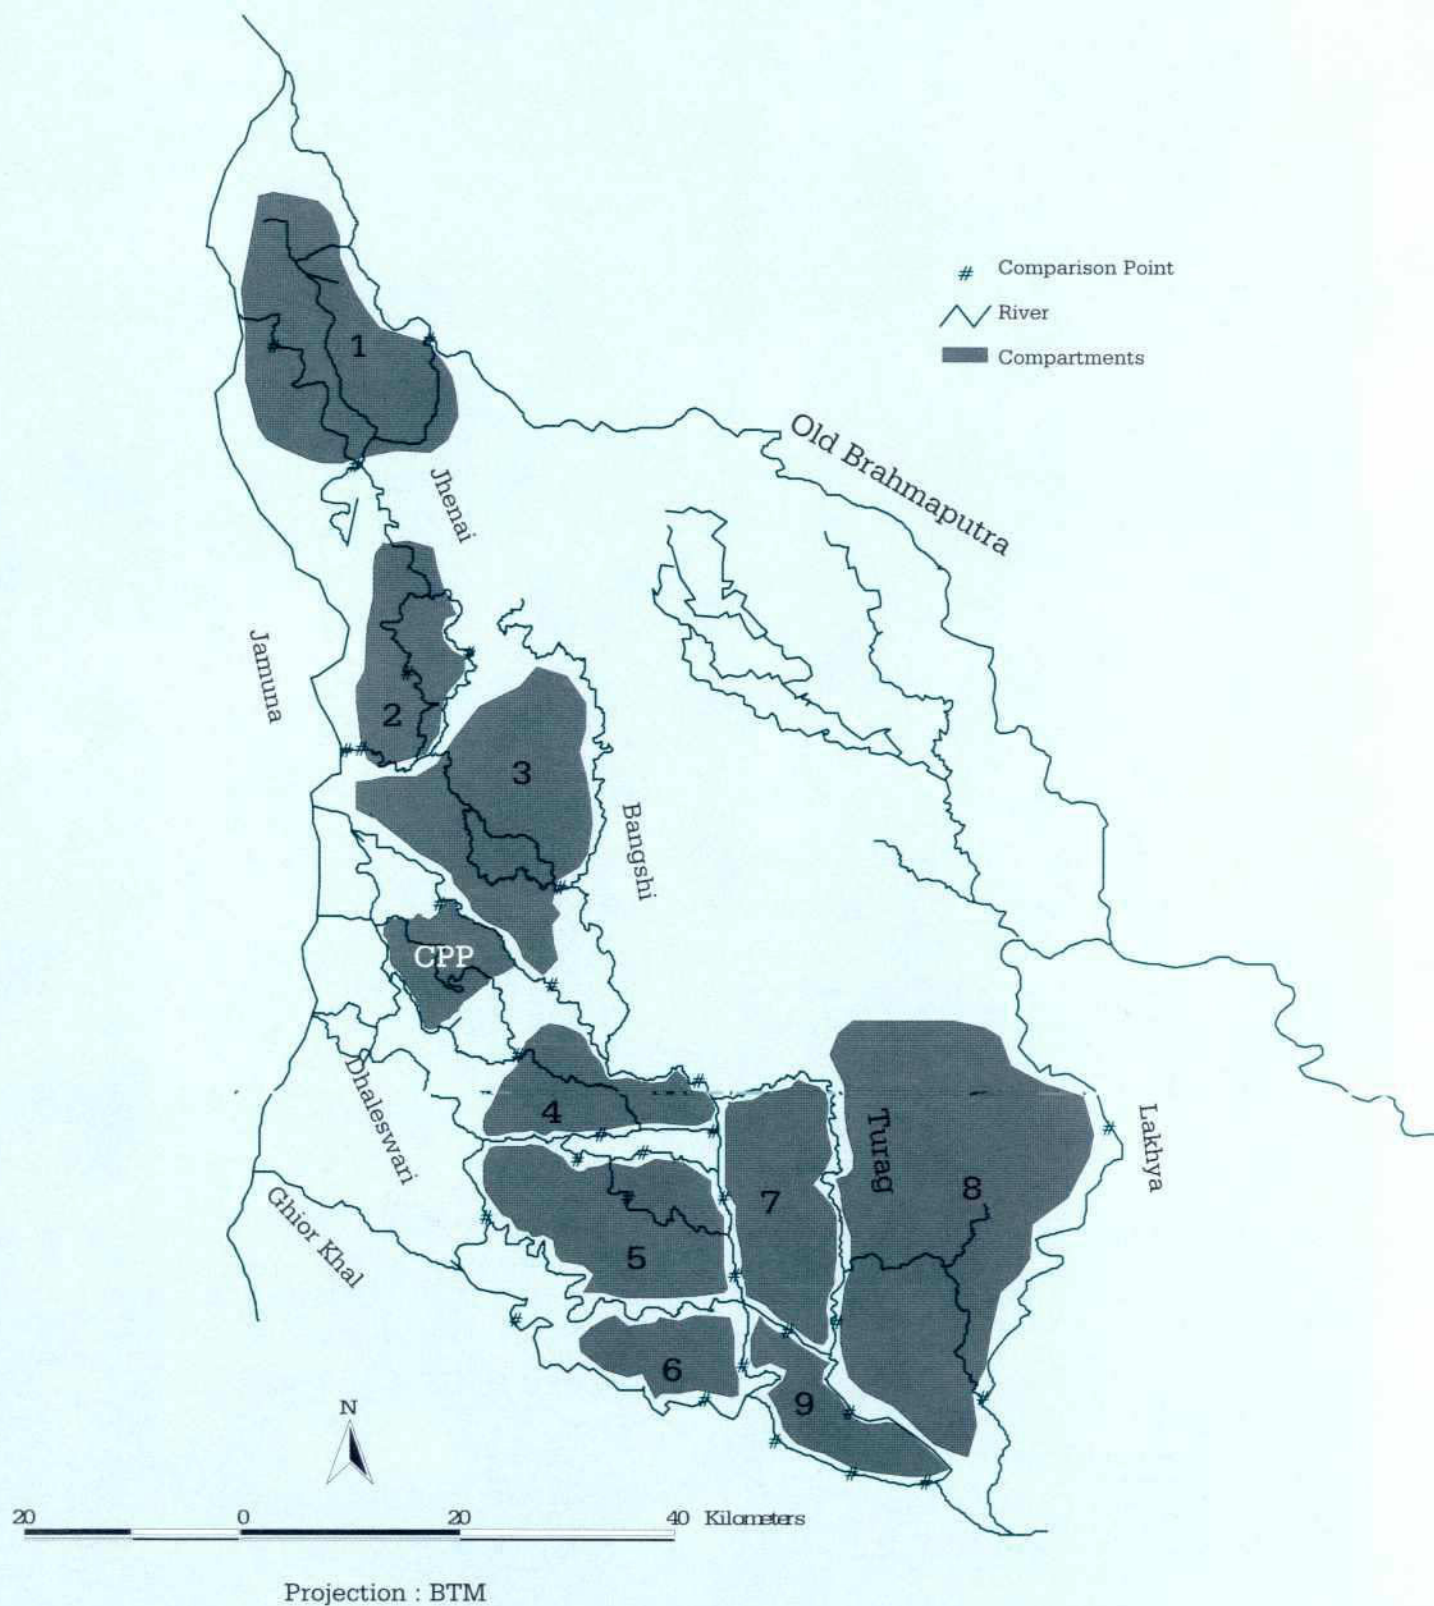 # Comparison Point
River
Compartments
1
Old Brahmaputra
Jhenai
Jamuna
2
3
Bangshi
CPP
Dhaleswari
4
Turag
Lakhya
7
8
Ghior Khal
5
6
9
N
20 0 20 40 Kilometers
Projection : BTM